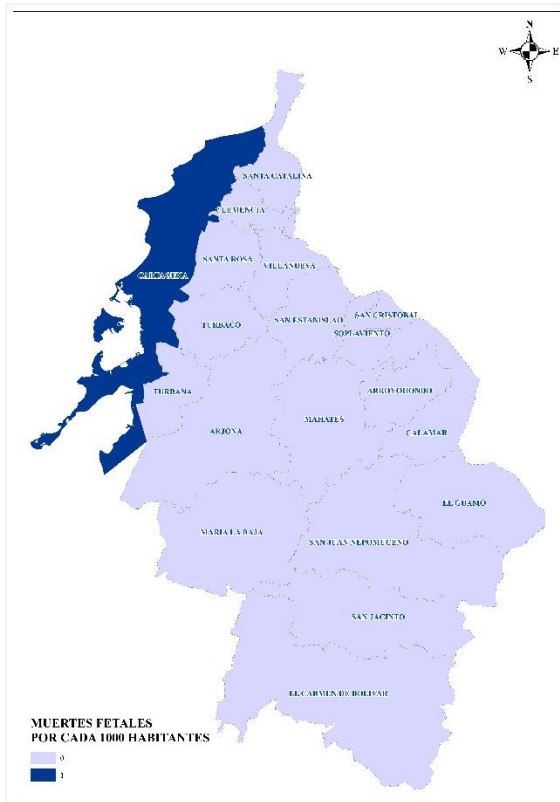 N
W E
S
SANTA CATALINA
CLEMENCIA
SANTA ROSA
VILLANUEVA
CARTAGENA
SAN CRISTOBAL
SAN ESTANISLAO
TURBACO
SOPLAVIENTO
TURBANA
ARROYOHONDO
MAHATES
ARJONA
CALAMAR
EL GUAMO
MARIA LA BAJA
SAN JUAN NEPOMUCENO
SAN JACINTO
EL CARMEN DE BOLIVAR
MUERTES FETALES
POR CADA 1000 HABITANTES
0
1